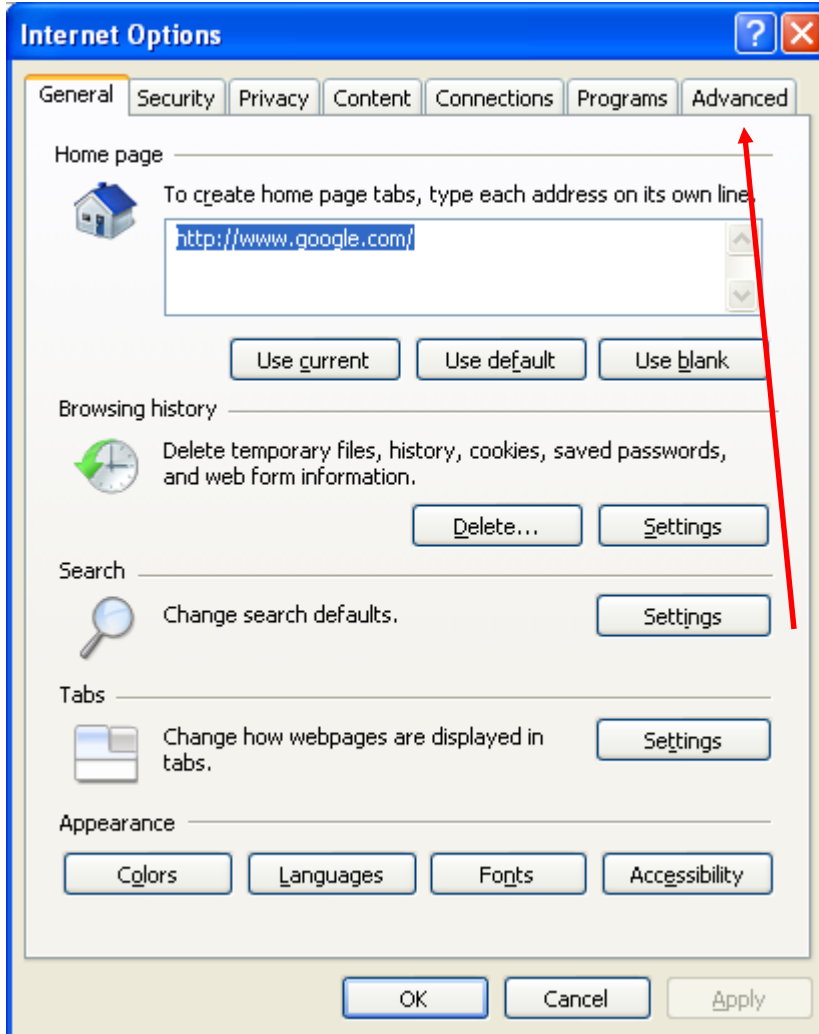 Internet Options
?
General Security Privacy Content Connections Programs Advanced
Home page
To create home page tabs, type each address on its own line.
http://www.google.com/
Use current Use default Use blank
Browsing history
Delete temporary files, history, cookies, saved passwords,
and web form information.
Delete... Settings
Search
Change search defaults. Settings
Tabs
Change how webpages are displayed in
tabs.
Settings
Appearance
Colors Languages Fonts Accessibility
OK Cancel Apply